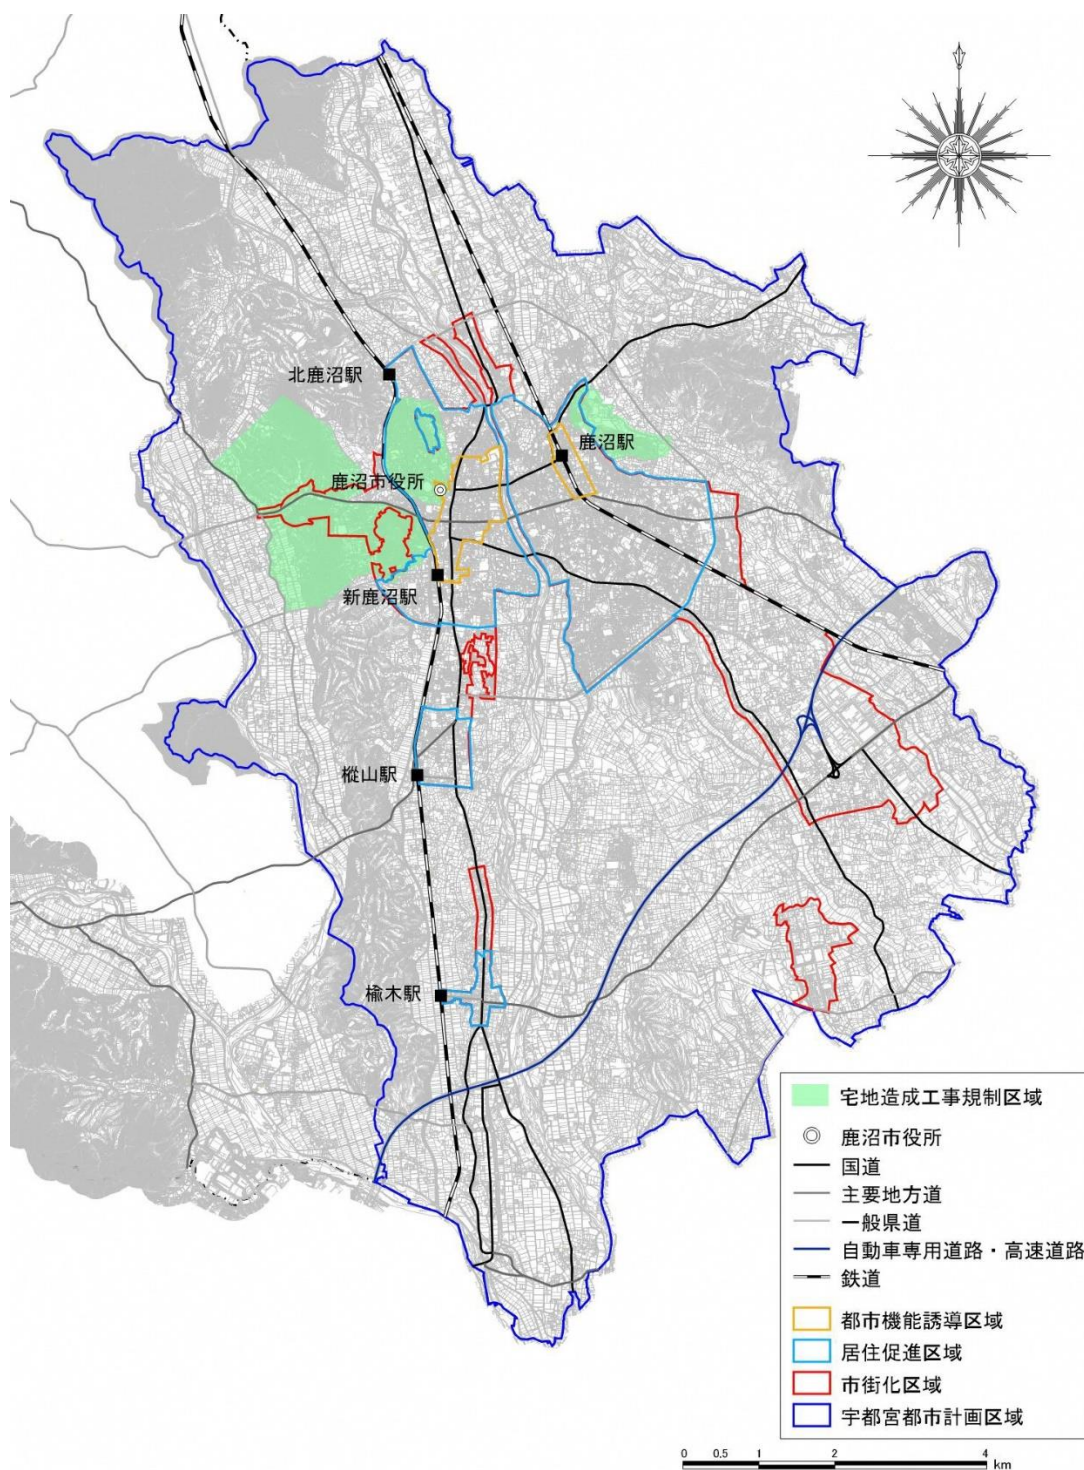 北鹿沼駅
鹿沼駅
鹿沼市役所
新鹿沼駅
樅山駅
楡木駅
宅地造成工事規制区域
鹿沼市役所
国道
主要地方道
一般県道
自動車専用道路・高速道路
鉄道
都市機能誘導区域
居住促進区域
市街化区域
宇都宮都市計画区域
0 0.5 1 2 4
km